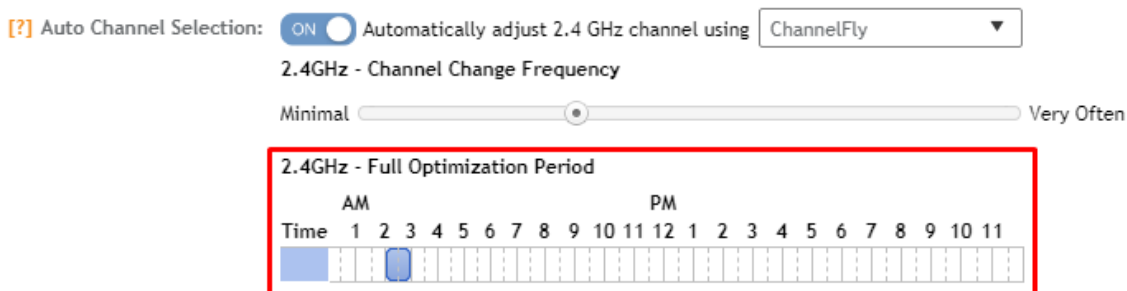 [?] Auto Channel Selection: ON Automatically adjust 2.4 GHz channel using ChannelFly
2.4GHz - Channel Change Frequency
Minimal Very Often
2.4GHz - Full Optimization Period
AM PM
Time 1 2 3 4 5 6 7 8 9 10 11 12 1 2 3 4 5 6 7 8 9 10 11